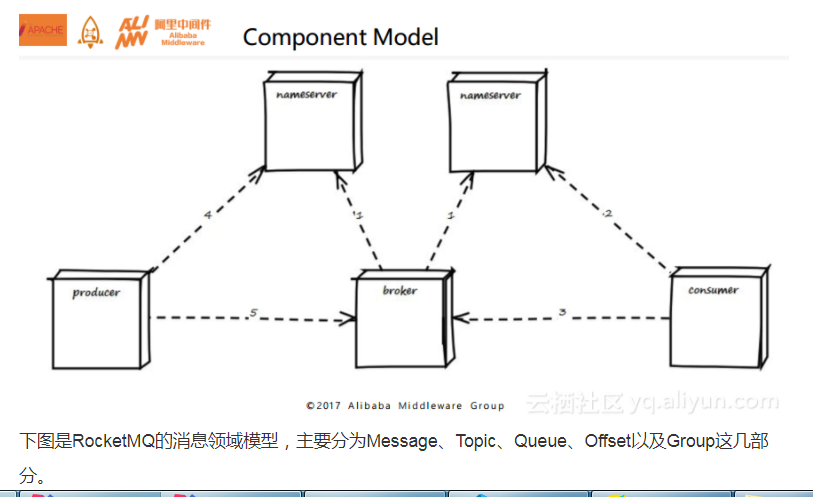 APACHE
ALI
阿里中间件
Alibaba
Middleware
Component Model
nameserver
nameserver
4
1
1
2
producer
broker
consumer
5
3
©2017 Alibaba Middleware Group
云栖社区 yq.aliyun.com
下图是RocketMQ的消息领域模型，主要分为Message、Topic、Queue、Offset以及Group这几部
分。